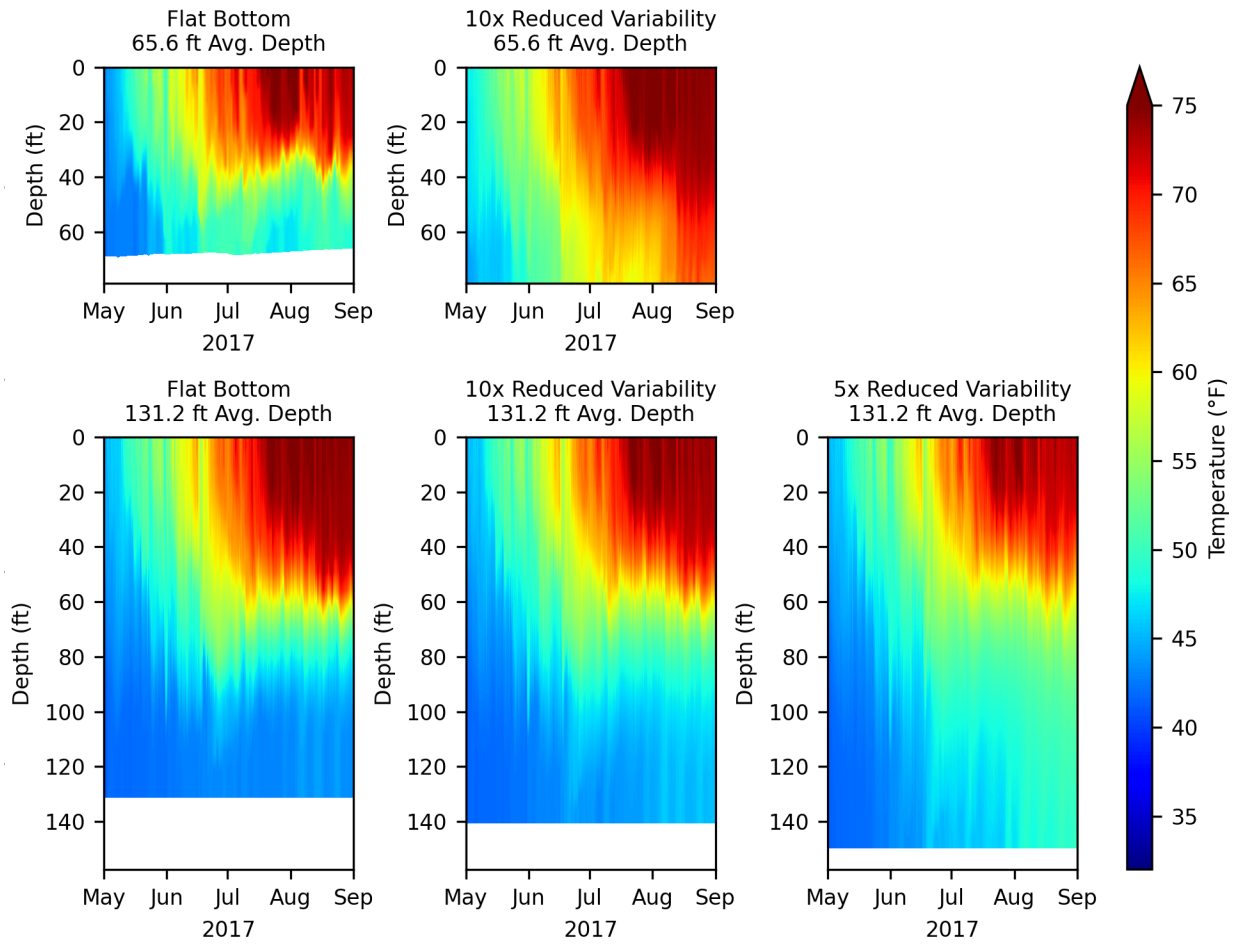 Flat Bottom
65.6 ft Avg. Depth
10x Reduced Variability
65.6 ft Avg. Depth
0
20
40
60
Depth (ft)
May Jun Jul Aug Sep
2017
0
20
40
60
Depth (ft)
May Jun Jul Aug Sep
2017
75
70
65
60
55
50
45
40
35
Temperature (°F)
Flat Bottom
131.2 ft Avg. Depth
0
20
40
60
80
100
120
140
Depth (ft)
May Jun Jul Aug Sep
2017
10x Reduced Variability
131.2 ft Avg. Depth
0
20
40
60
80
100
120
140
Depth (ft)
May Jun Jul Aug Sep
2017
5x Reduced Variability
131.2 ft Avg. Depth
0
20
40
60
80
100
120
140
Depth (ft)
May Jun Jul Aug Sep
2017